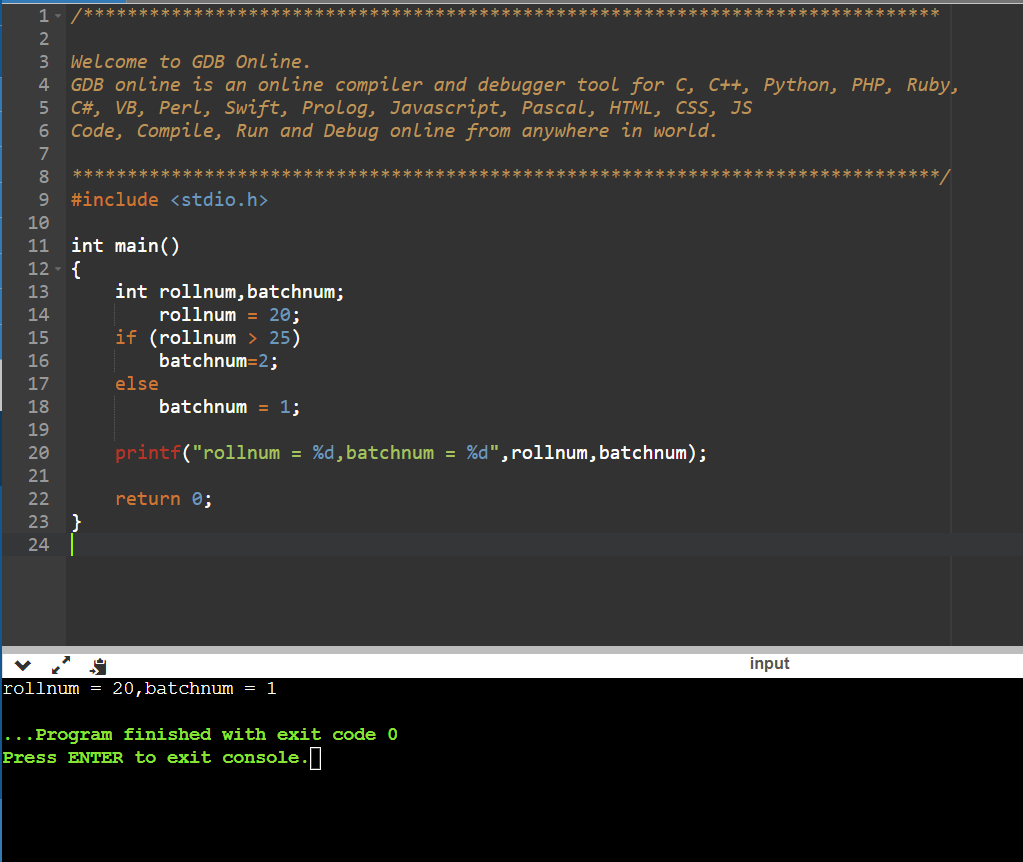 1 /******************************************************************************
2
3 Welcome to GDB Online.
4 GDB online is an online compiler and debugger tool for C, C++, Python, PHP, Ruby,
5 C#, VB, Perl, Swift, Prolog, Javascript, Pascal, HTML, CSS, JS
6 Code, Compile, Run and Debug online from anywhere in world.
7
8 *******************************************************************************/
9 #include <stdio.h>
10
11 int main()
12 {
13     int rollnum,batchnum;
14         rollnum = 20;
15     if (rollnum > 25)
16         batchnum=2;
17     else
18         batchnum = 1;
19
20     printf("rollnum = %d,batchnum = %d",rollnum,batchnum);
21
22     return 0;
23 }
24
input
rollnum = 20,batchnum = 1
...Program finished with exit code 0
Press ENTER to exit console.